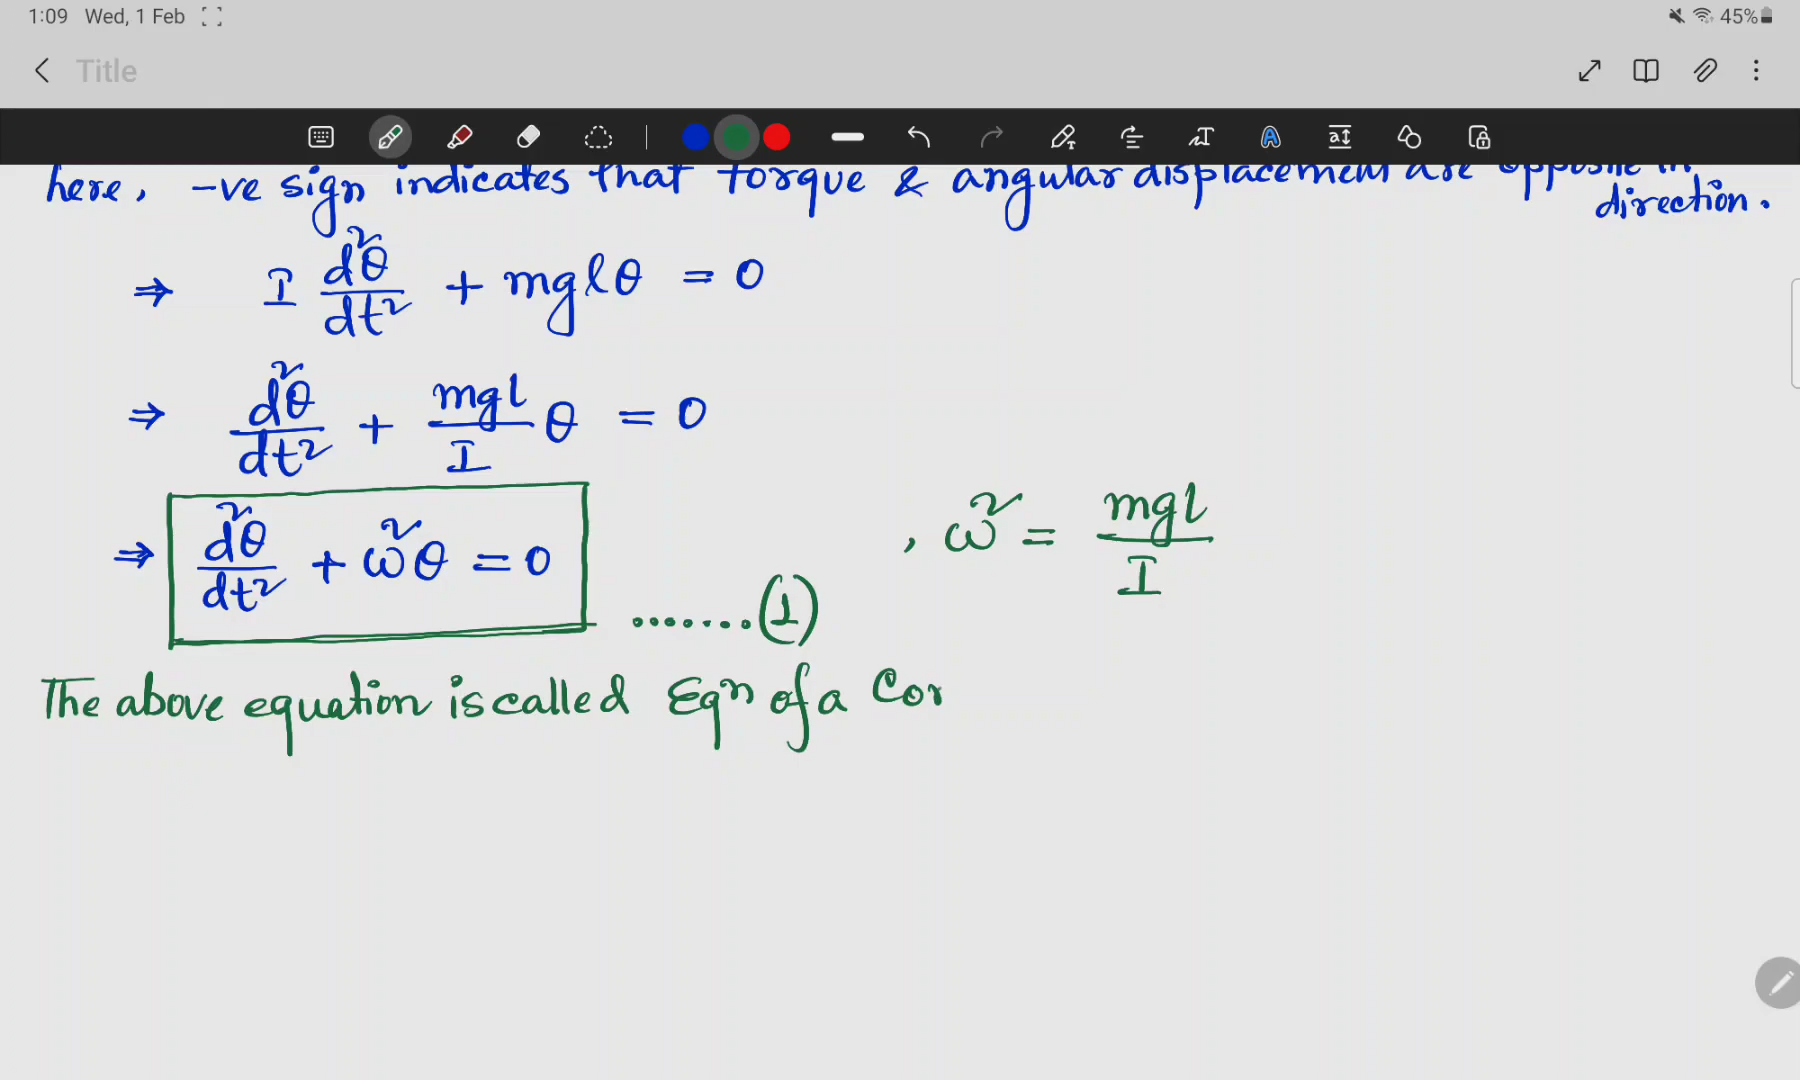 1:09 Wed, 1 Feb 45%
Title
here, -ve sign indicates that torque & angular displacement are opposite in
direction.
⇒ I d²θ/dt² + mglθ = 0
⇒ d²θ/dt² + mgl/I θ = 0
⇒ d²θ/dt² + ω²θ = 0 , ω² = mgl/I
.......(1)
The above equation is called Eqn of a Com